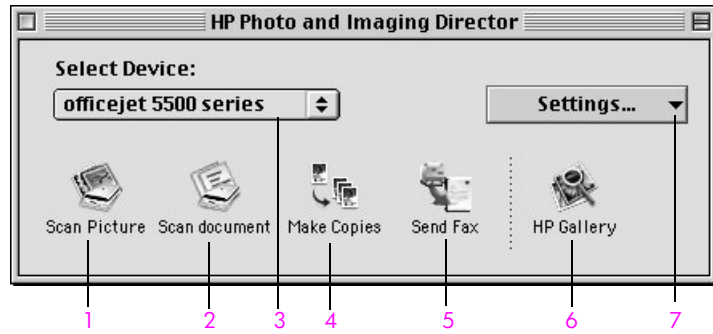 HP Photo and Imaging Director
Select Device:
officejet 5500 series
Settings...
Scan Picture Scan document Make Copies Send Fax HP Gallery
1 2 3 4 5 6 7